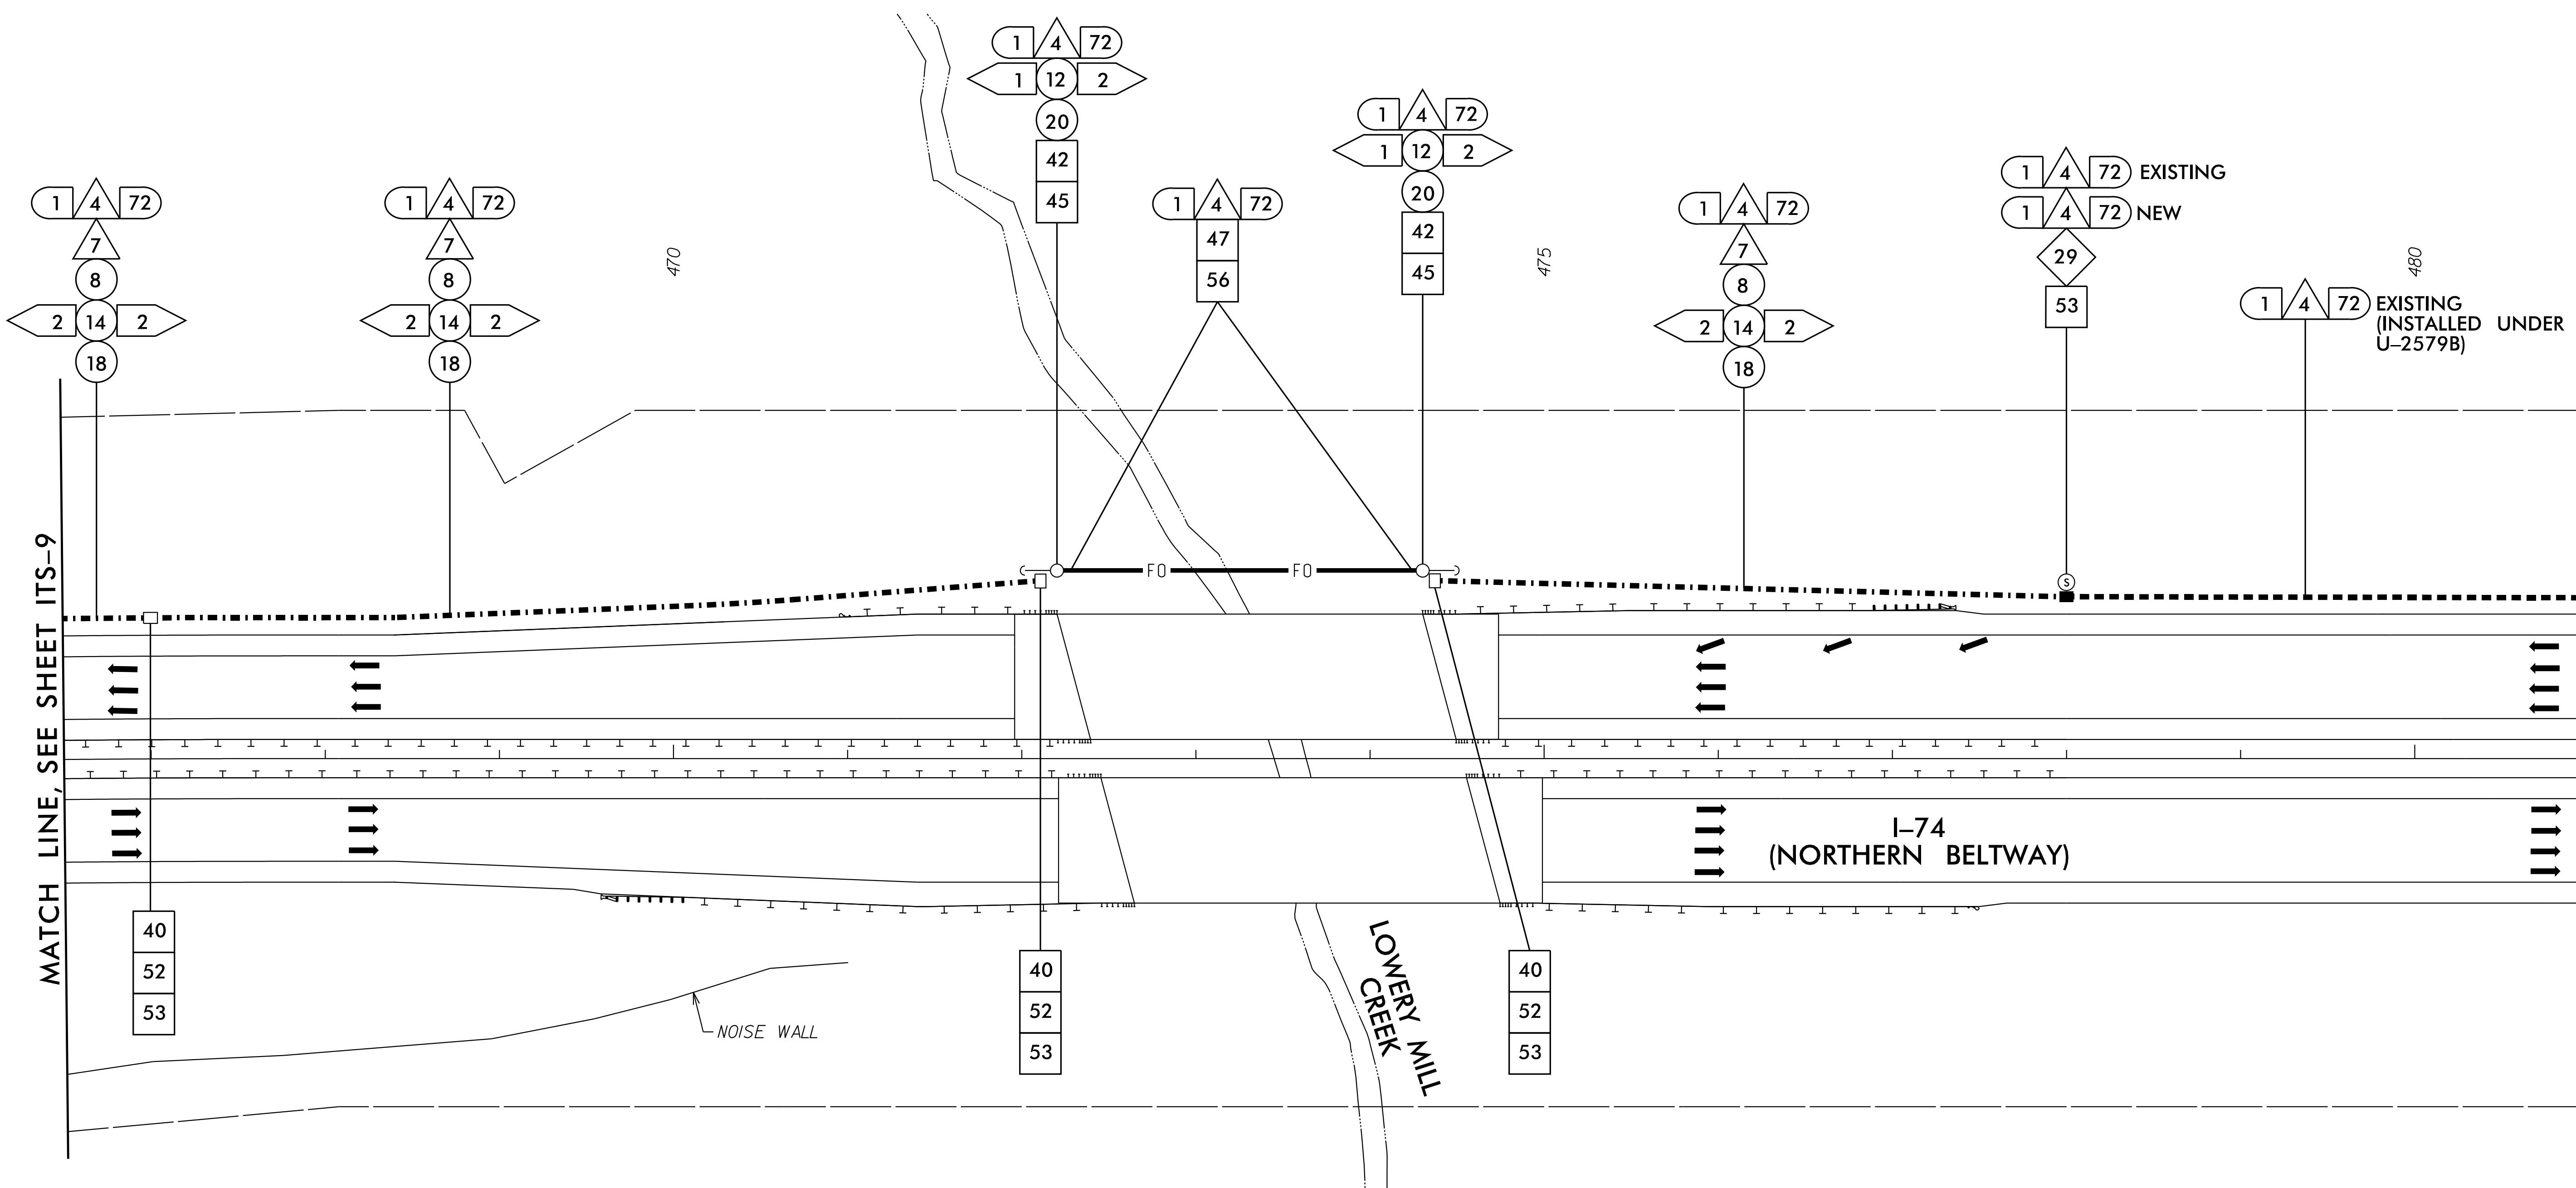 1 4 72
1 12 2
20
42
45
1 4 72
1 12 2
20
42
45
1 4 72
7
8
2 14 2
18
1 4 72
7
8
2 14 2
18
470
1 4 72
47
56
475
1 4 72
7
8
2 14 2
18
1 4 72 EXISTING
1 4 72 NEW
29
53
480
1 4 72 EXISTING
(INSTALLED UNDER
U–2579B)
FO FO
S
MATCH LINE, SEE SHEET ITS–9
I–74
(NORTHERN BELTWAY)
40
52
53
NOISE WALL
40
52
53
LOWERY MILL
CREEK
40
52
53